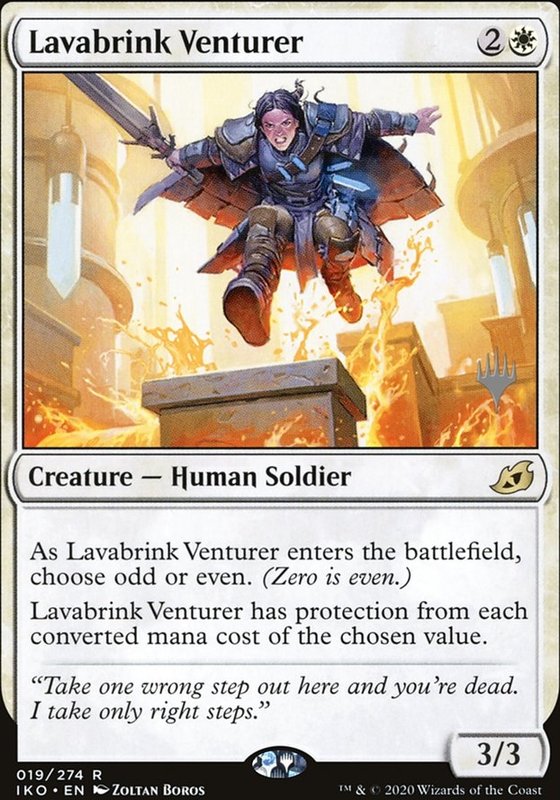 Lavabrink Venturer 2
Creature — Human Soldier
As Lavabrink Venturer enters the battlefield,
choose odd or even. (Zero is even.)
Lavabrink Venturer has protection from each
converted mana cost of the chosen value.
“Take one wrong step out here and you’re dead.
I take only right steps.”
3/3
019/274 R
IKO • EN Zoltan Boros
™ & © 2020 Wizards of the Coast